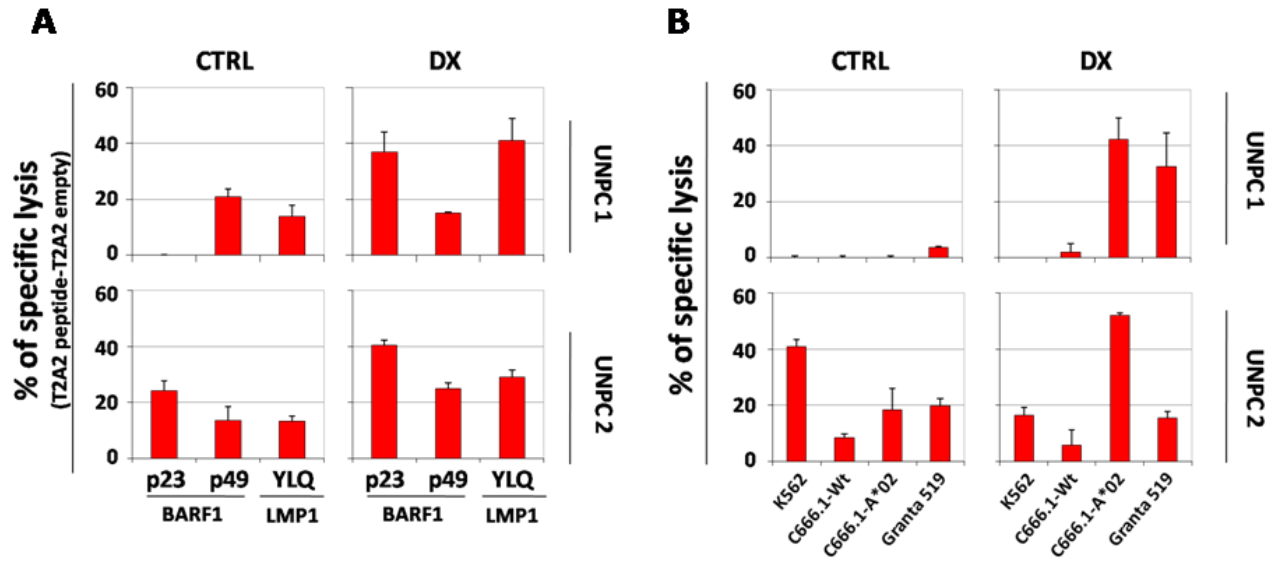 A
B
CTRL
DX
CTRL
DX
% of specific lysis
(T2A2 peptide-T2A2 empty)
60
40
20
0
UNPC 1
60
40
20
0
UNPC 2
p23
p49
YLQ
p23
p49
YLQ
BARF1
LMP1
BARF1
LMP1
% of specific lysis
60
40
20
0
UNPC 1
60
40
20
0
UNPC 2
K562
C666.1-Wt
C666.1-A*02
Granta 519
K562
C666.1-Wt
C666.1-A*02
Granta 519